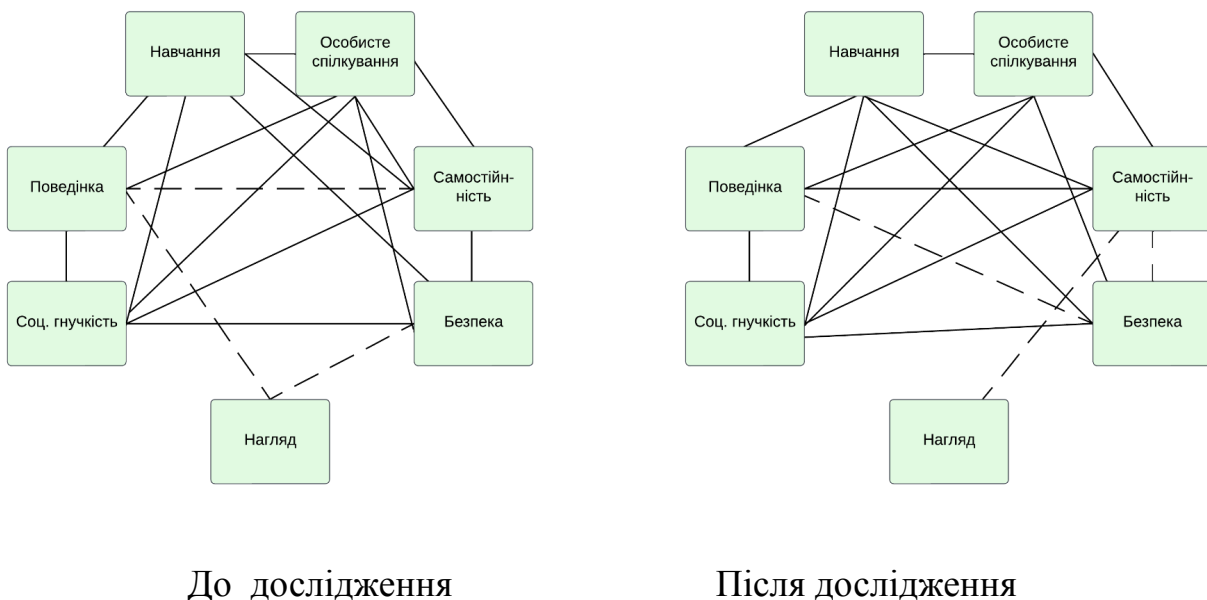 Навчання
Особисте
спілкування
Навчання
Особисте
спілкування
Поведінка
Самостійн-
ність
Поведінка
Самостійн-
ність
Соц. гнучкість
Безпека
Соц. гнучкість
Безпека
Нагляд
Нагляд
До дослідження
Після дослідження